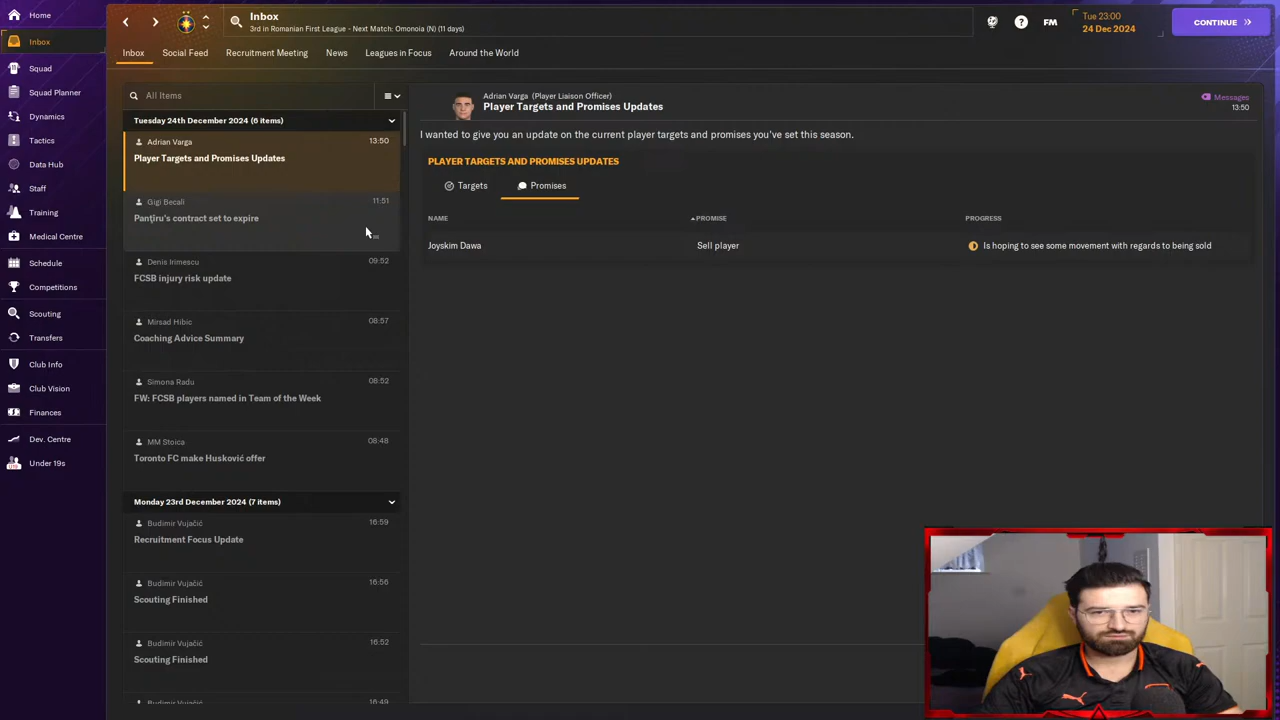 Home
Inbox
Squad
Squad Planner
Dynamics
Tactics
Data Hub
Staff
Training
Medical Centre
Schedule
Competitions
Scouting
Transfers
Club Info
Club Vision
Finances
Dev. Centre
Under 19s
Inbox
3rd in Romanian First League - Next Match: Omonoia (N) (11 days)
FM
Tue 23:00
24 Dec 2024
CONTINUE
Inbox
Social Feed
Recruitment Meeting
News
Leagues in Focus
Around the World
All Items
Tuesday 24th December 2024 (6 items)
Adrian Varga
13:50
Player Targets and Promises Updates
Gigi Becali
11:51
Panţiru's contract set to expire
Denis Irimescu
09:52
FCSB injury risk update
Mirsad Hibic
08:57
Coaching Advice Summary
Simona Radu
08:52
FW: FCSB players named in Team of the Week
MM Stoica
08:48
Toronto FC make Husković offer
Monday 23rd December 2024 (7 items)
Budimir Vujačić
16:59
Recruitment Focus Update
Budimir Vujačić
16:56
Scouting Finished
Budimir Vujačić
16:52
Scouting Finished
Budimir Vujačić
16:49
Adrian Varga (Player Liaison Officer)
Player Targets and Promises Updates
Messages
13:50
I wanted to give you an update on the current player targets and promises you've set this season.
PLAYER TARGETS AND PROMISES UPDATES
Targets
Promises
NAME
PROMISE
PROGRESS
Joyskim Dawa
Sell player
Is hoping to see some movement with regards to being sold